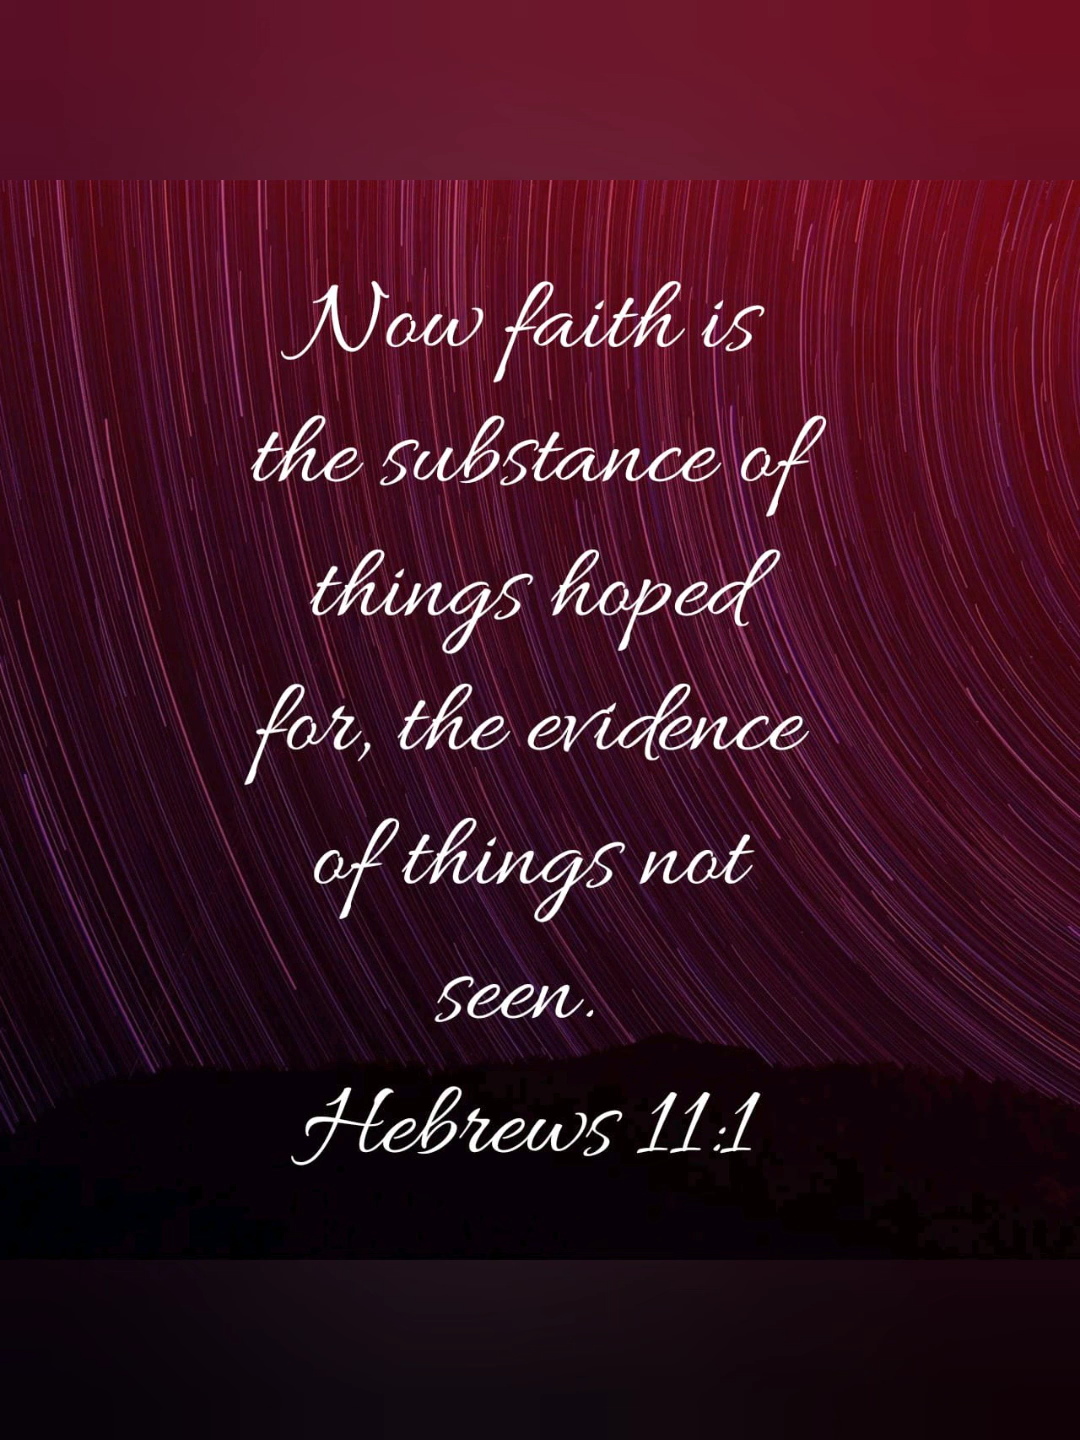 Now faith is
the substance of
things hoped
for, the evidence
of things not
seen.
Hebrews 11:1